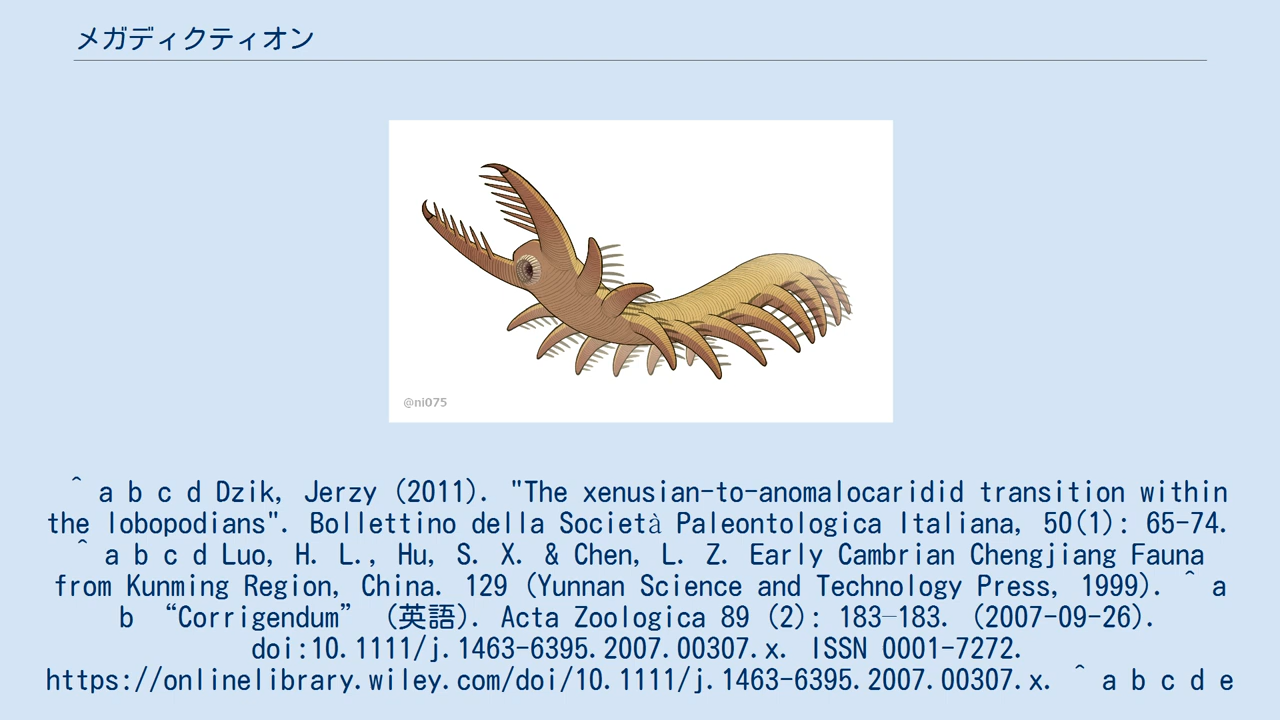 メガディクティオン
@ni075
^ a b c d Dzik, Jerzy (2011). "The xenusian-to-anomalocaridid transition within
the lobopodians". Bollettino della Società Paleontologica Italiana, 50(1): 65-74.
^ a b c d Luo, H. L., Hu, S. X. & Chen, L. Z. Early Cambrian Chengjiang Fauna
from Kunming Region, China. 129 (Yunnan Science and Technology Press, 1999). ^ a
b “Corrigendum” (英語). Acta Zoologica 89 (2): 183–183. (2007-09-26).
doi:10.1111/j.1463-6395.2007.00307.x. ISSN 0001-7272.
https://onlinelibrary.wiley.com/doi/10.1111/j.1463-6395.2007.00307.x. ^ a b c d e